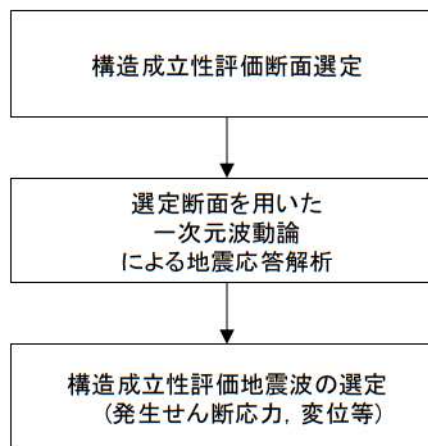 構造成立性評価断面選定
選定断面を用いた
一次元波動論
による地震応答解析
構造成立性評価地震波の選定
(発生せん断応力, 変位等)